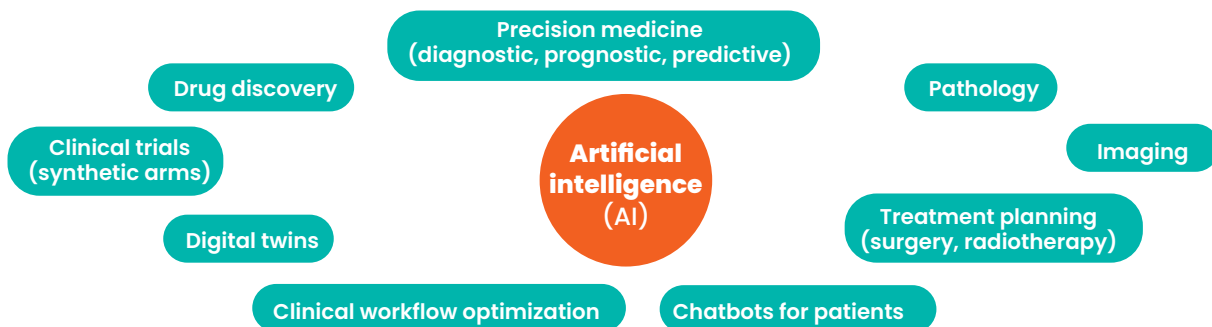 Precision medicine
(diagnostic, prognostic, predictive)
Drug discovery
Pathology
Clinical trials
(synthetic arms)
Artificial
intelligence
(AI)
Imaging
Digital twins
Treatment planning
(surgery, radiotherapy)
Clinical workflow optimization
Chatbots for patients